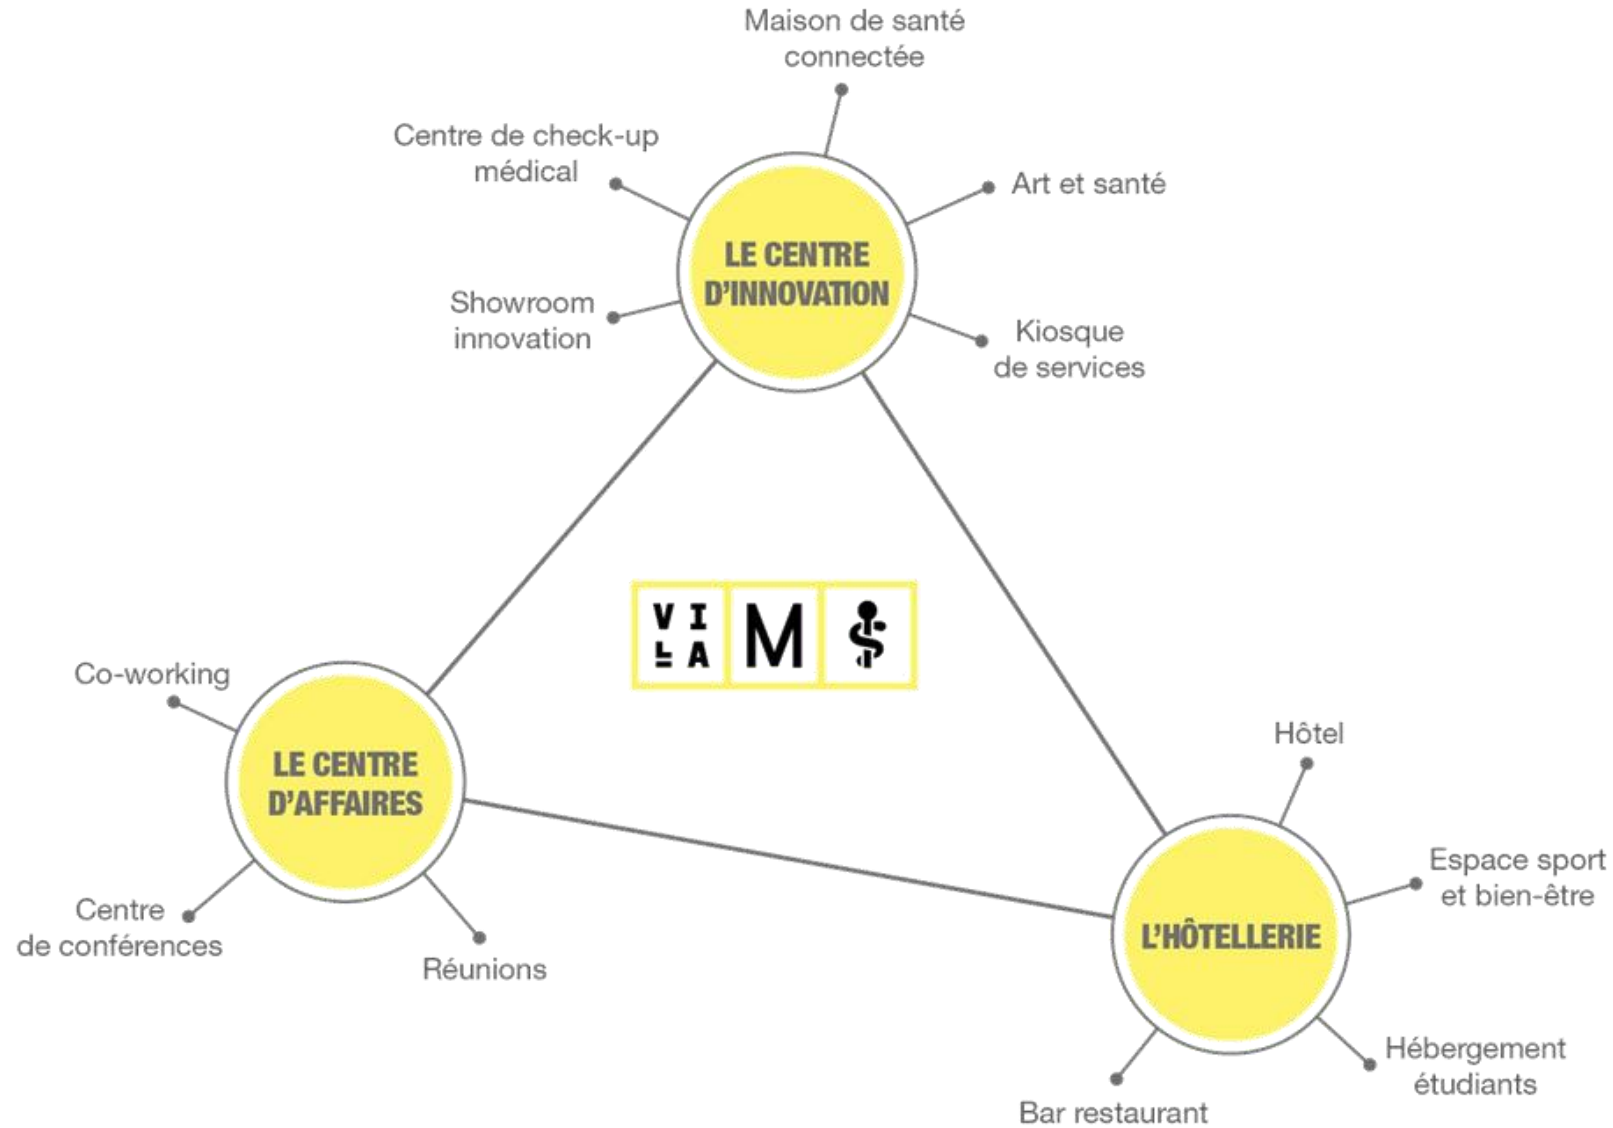 Maison de santé
connectée
Centre de check-up
médical
Art et santé
LE CENTRE
D'INNOVATION
Showroom
innovation
Kiosque
de services
V I
L A
M
Co-working
LE CENTRE
D'AFFAIRES
Centre
de conférences
Réunions
Hôtel
Espace sport
et bien-être
L'HÔTELLERIE
Hébergement
étudiants
Bar restaurant